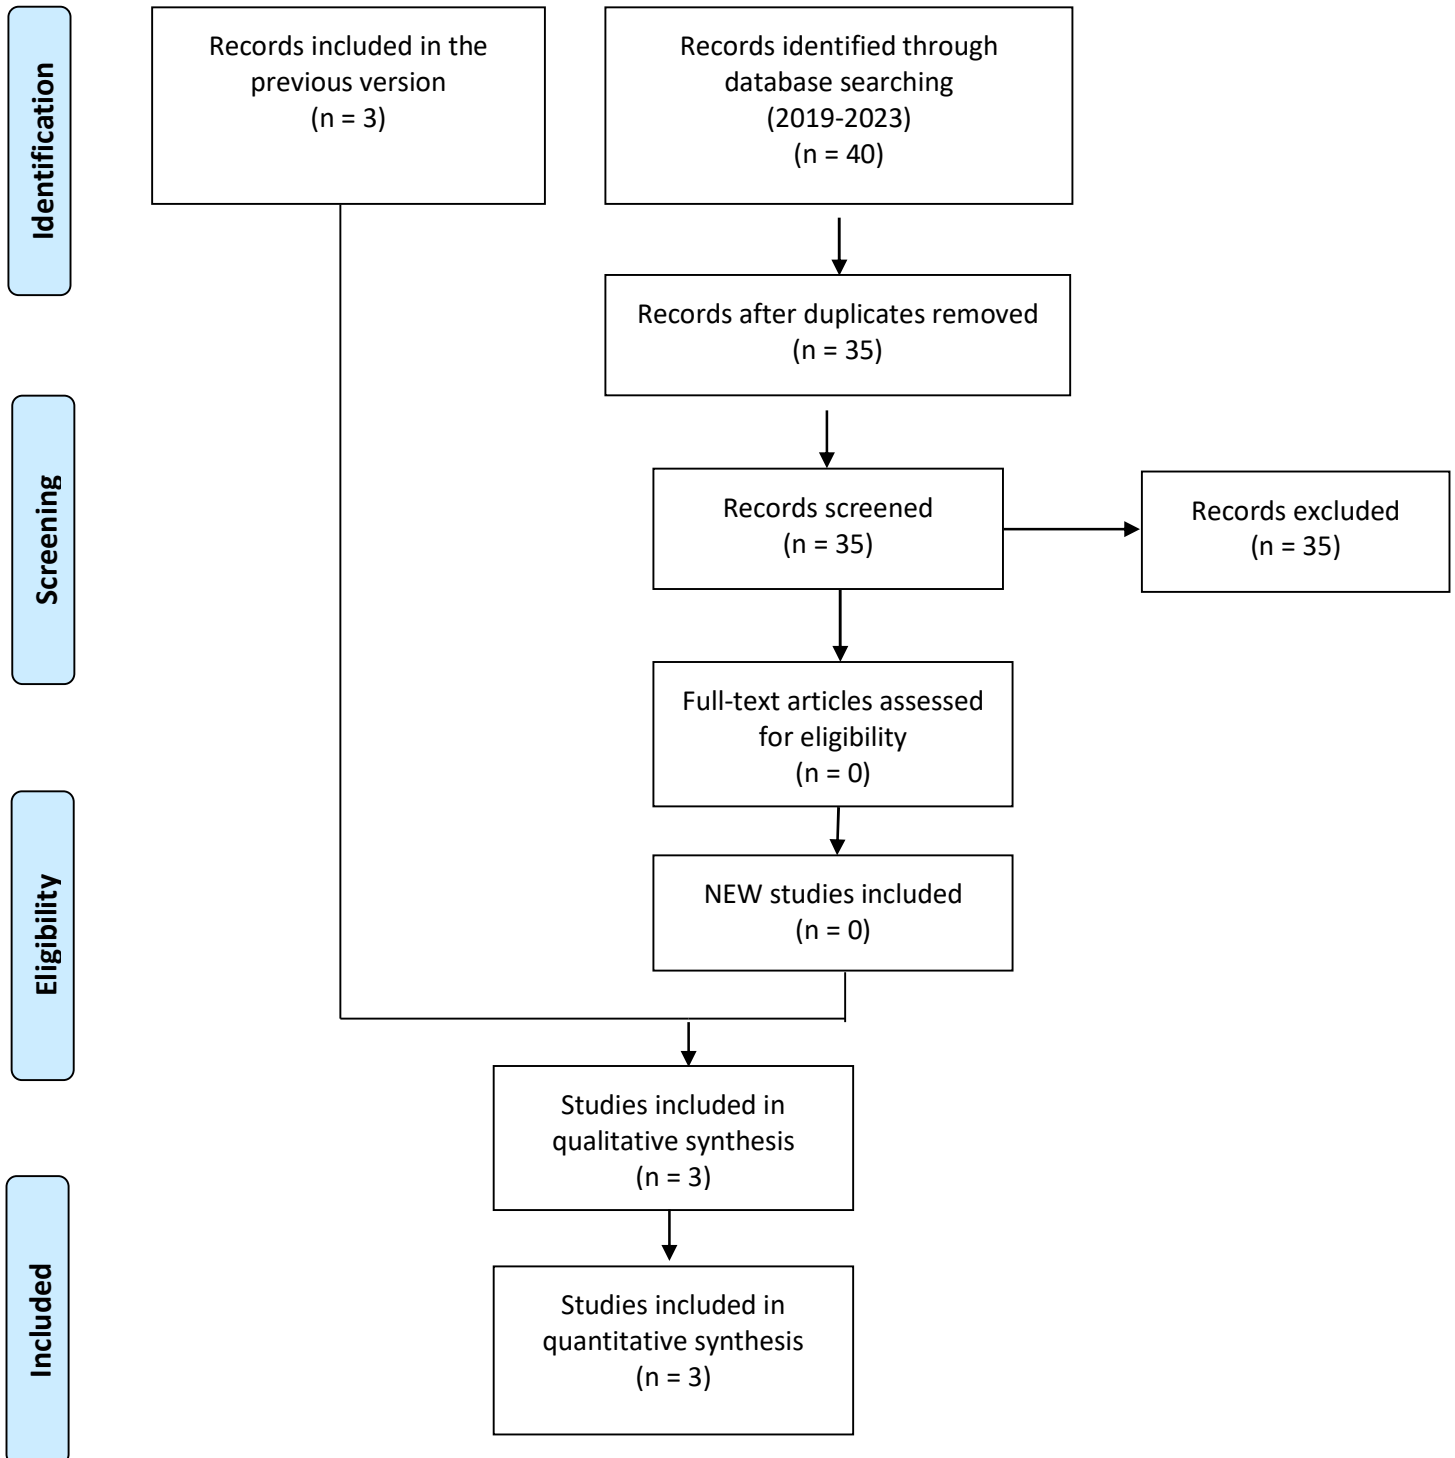 Identification
Records included in the
previous version
(n = 3)
Records identified through
database searching
(2019-2023)
(n = 40)
Records after duplicates removed
(n = 35)
Screening
Records screened
(n = 35)
Records excluded
(n = 35)
Full-text articles assessed
for eligibility
(n = 0)
Eligibility
NEW studies included
(n = 0)
Studies included in
qualitative synthesis
(n = 3)
Included
Studies included in
quantitative synthesis
(n = 3)